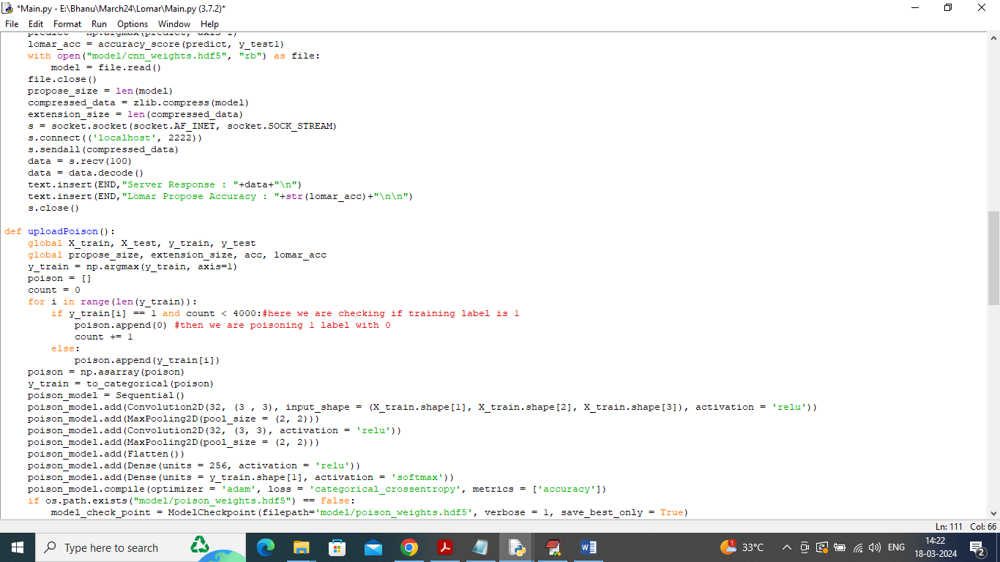 *Main.py - E:\Bhanu\March24\Lomar\Main.py (3.7.2)*
File Edit Format Run Options Window Help
predict = np.argmax(predict, axis=1)
lomar_acc = accuracy_score(predict, y_test1)
with open("model/cnn_weights.hdf5", "rb") as file:
model = file.read()
file.close()
propose_size = len(model)
compressed_data = zlib.compress(model)
extension_size = len(compressed_data)
s = socket.socket(socket.AF_INET, socket.SOCK_STREAM)
s.connect(('localhost', 2222))
s.sendall(compressed_data)
data = s.recv(100)
data = data.decode()
text.insert(END,"Server Response : "+data+"\n")
text.insert(END,"Lomar Propose Accuracy : "+str(lomar_acc)+"\n\n")
s.close()
def uploadPoison():
global X_train, X_test, y_train, y_test
global propose_size, extension_size, acc, lomar_acc
y_train = np.argmax(y_train, axis=1)
poison = []
count = 0
for i in range(len(y_train)):
if y_train[i] == 1 and count < 4000:#here we are checking if training label is 1
poison.append(0) #then we are poisoning 1 label with 0
count += 1
else:
poison.append(y_train[i])
poison = np.asarray(poison)
y_train = to_categorical(poison)
poison_model = Sequential()
poison_model.add(Convolution2D(32, (3 , 3), input_shape = (X_train.shape[1], X_train.shape[2], X_train.shape[3]), activation = 'relu'))
poison_model.add(MaxPooling2D(pool_size = (2, 2)))
poison_model.add(Convolution2D(32, (3, 3), activation = 'relu'))
poison_model.add(MaxPooling2D(pool_size = (2, 2)))
poison_model.add(Flatten())
poison_model.add(Dense(units = 256, activation = 'relu'))
poison_model.add(Dense(units = y_train.shape[1], activation = 'softmax'))
poison_model.compile(optimizer = 'adam', loss = 'categorical_crossentropy', metrics = ['accuracy'])
if os.path.exists("model/poison_weights.hdf5") == False:
model_check_point = ModelCheckpoint(filepath='model/poison_weights.hdf5', verbose = 1, save_best_only = True)
Ln: 111 Col: 66
Type here to search
1
33°C
ENG
14:22
18-03-2024
2